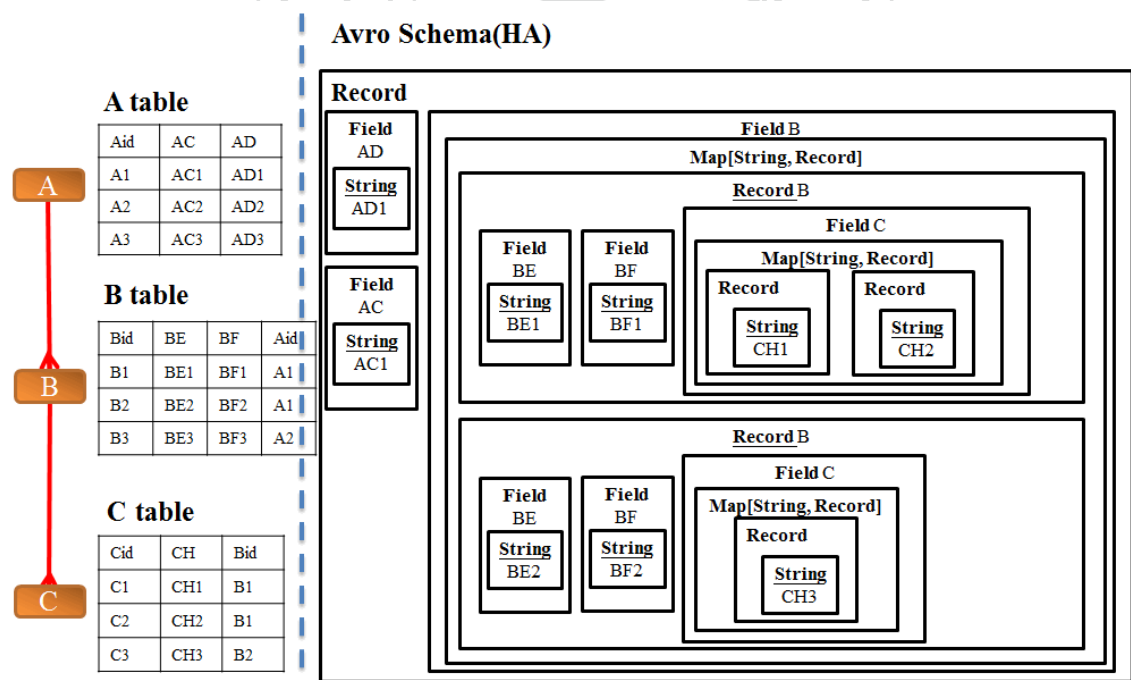 Avro Schema(HA)
A
B
C
A table
Aid AC AD
A1 AC1 AD1
A2 AC2 AD2
A3 AC3 AD3
B table
Bid BE BF Aid
B1 BE1 BF1 A1
B2 BE2 BF2 A1
B3 BE3 BF3 A2
C table
Cid CH Bid
C1 CH1 B1
C2 CH2 B1
C3 CH3 B2
Record
Field
AD
String
AD1
Field
AC
String
AC1
Field B
Map[String, Record]
Record B
Field
BE
String
BE1
Field
BF
String
BF1
Field C
Map[String, Record]
Record
String
CH1
Record
String
CH2
Record B
Field
BE
String
BE2
Field
BF
String
BF2
Field C
Map[String, Record]
Record
String
CH3